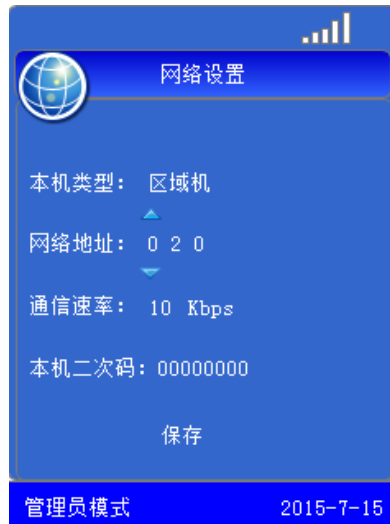 网络设置
本机类型: 区域机
网络地址: 0 2 0
通信速率: 10 Kbps
本机二次码: 00000000
保存
管理员模式 2015-7-15